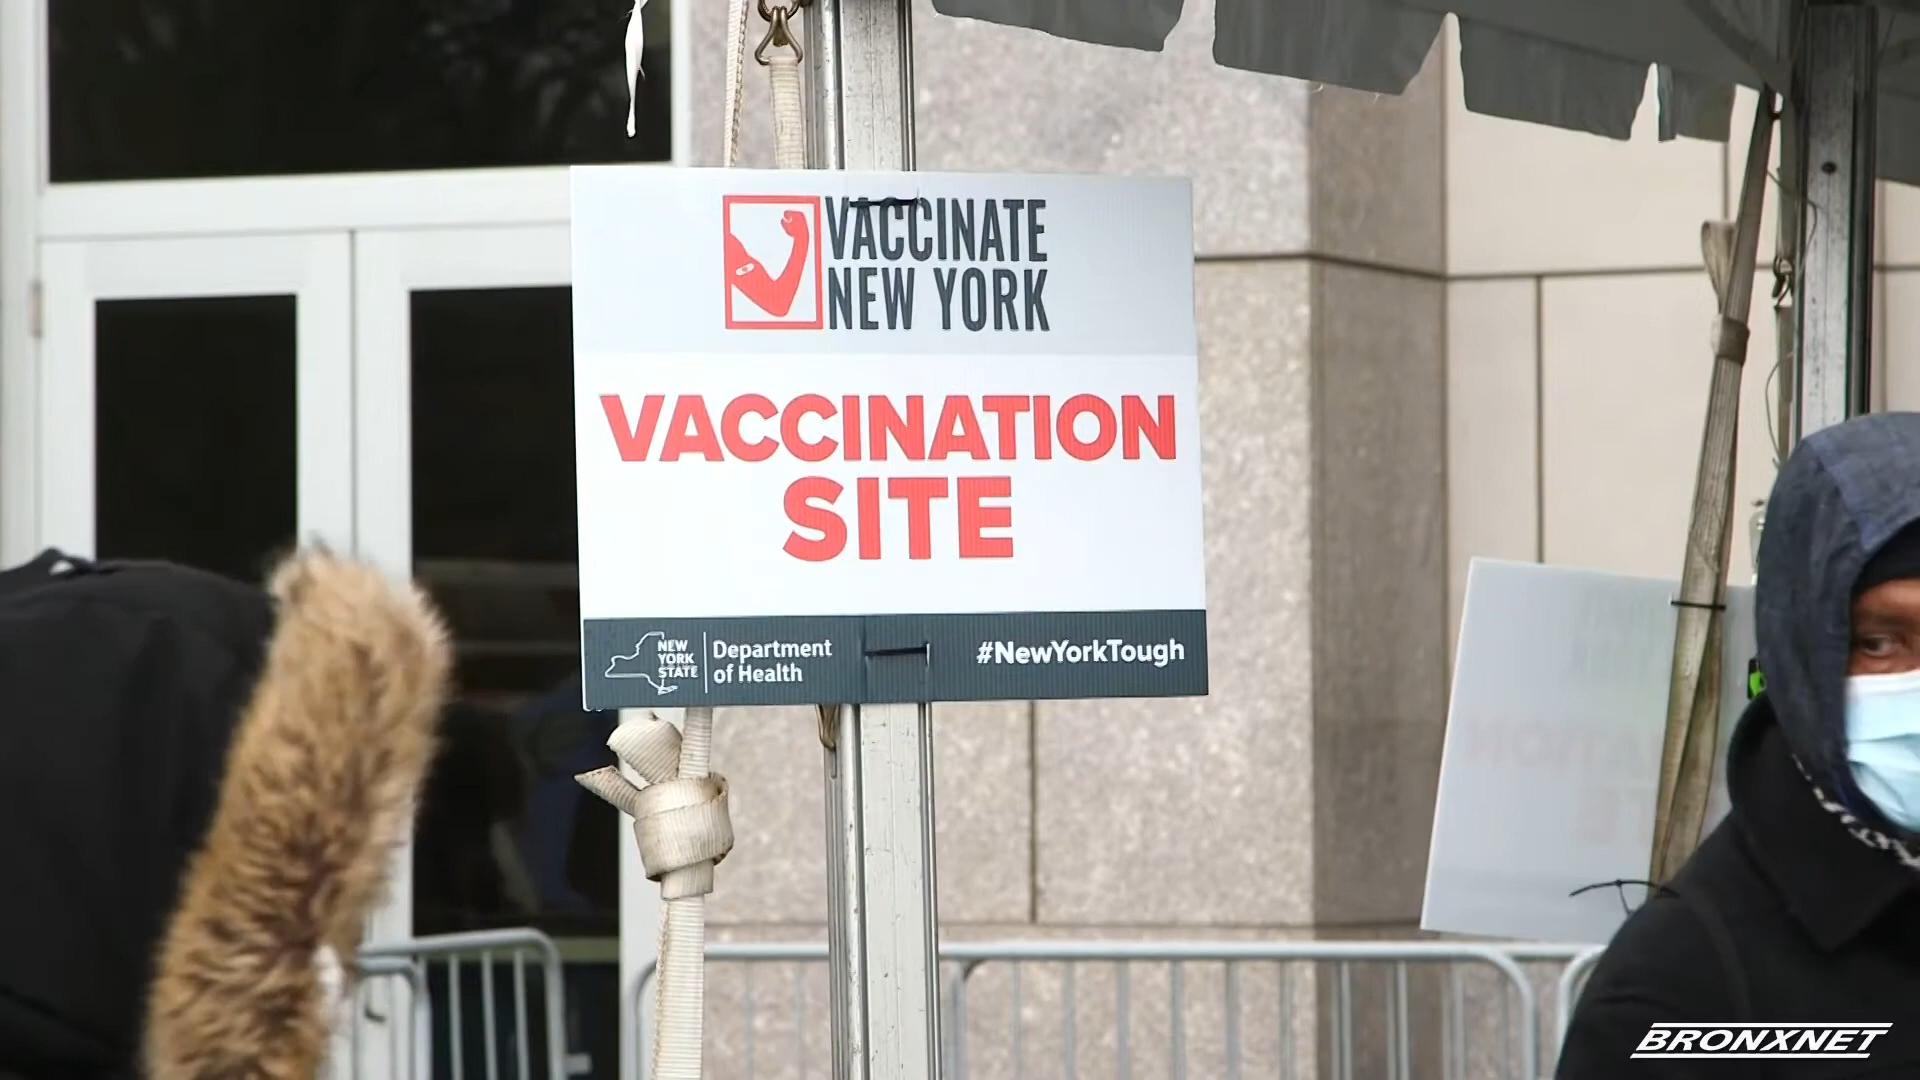 VACCINATE
NEW YORK
VACCINATION
SITE
NEW
YORK
STATE
Department
of Health
#NewYorkTough
BRONXNET